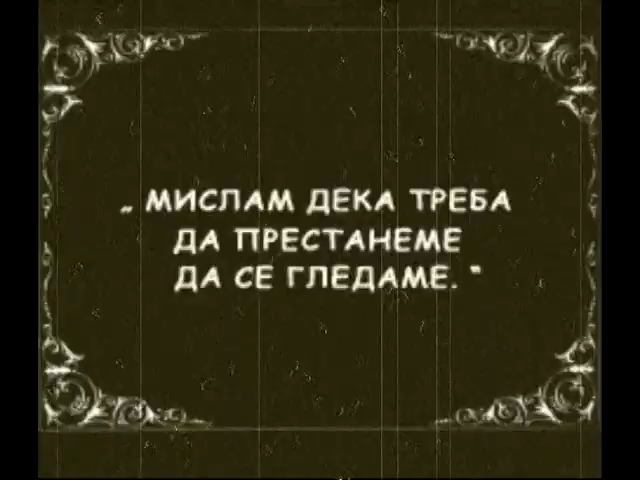 „ МИСЛАМ ДЕКА ТРЕБА
ДА ПРЕСТАНЕМЕ
ДА СЕ ГЛЕДАМЕ. “